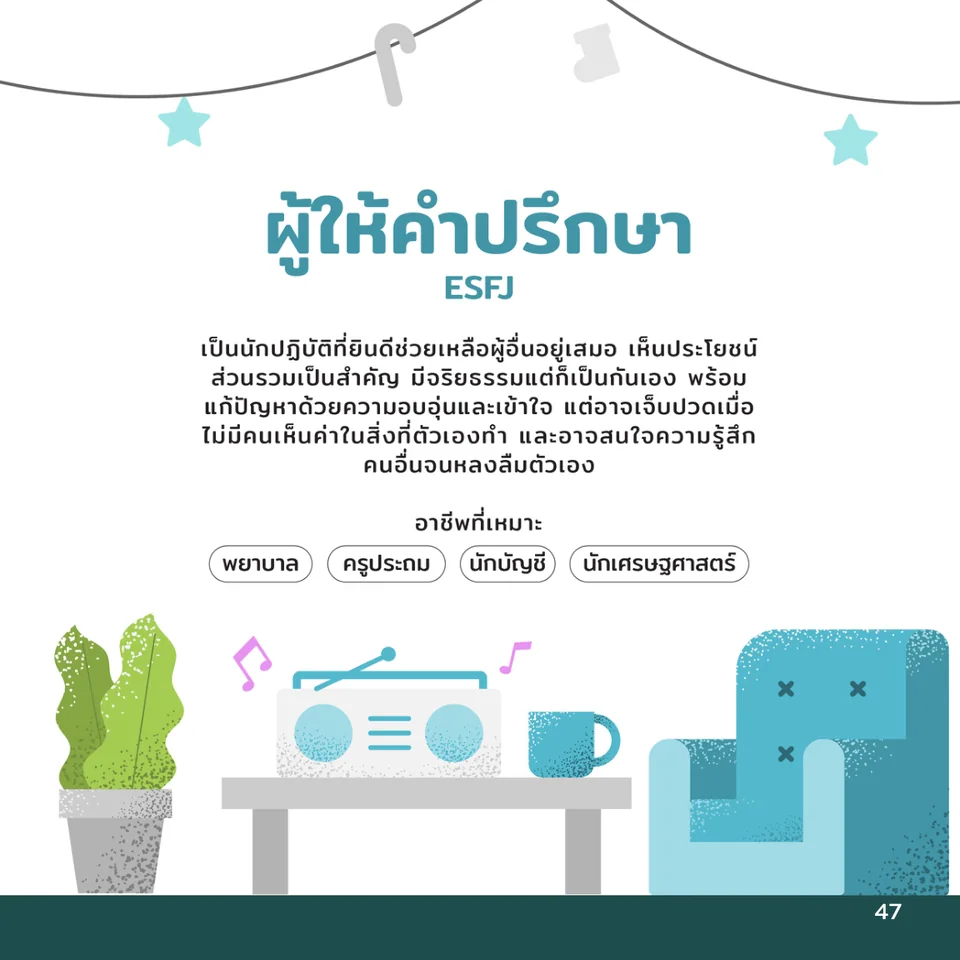 ผู้ให้คำปรึกษา
ESFJ
เป็นนักปฏิบัติที่ยินดีช่วยเหลือผู้อื่นอยู่เสมอ เห็นประโยชน์
ส่วนรวมเป็นสำคัญ มีจริยธรรมแต่ก็เป็นกันเอง พร้อม
แก้ปัญหาด้วยความอบอุ่นและเข้าใจ แต่อาจเจ็บปวดเมื่อ
ไม่มีคนเห็นค่าในสิ่งที่ตัวเองทำ และอาจสนใจความรู้สึก
คนอื่นจนหลงลืมตัวเอง
อาชีพที่เหมาะ
พยาบาล ครูประถม นักบัญชี นักเศรษฐศาสตร์
47